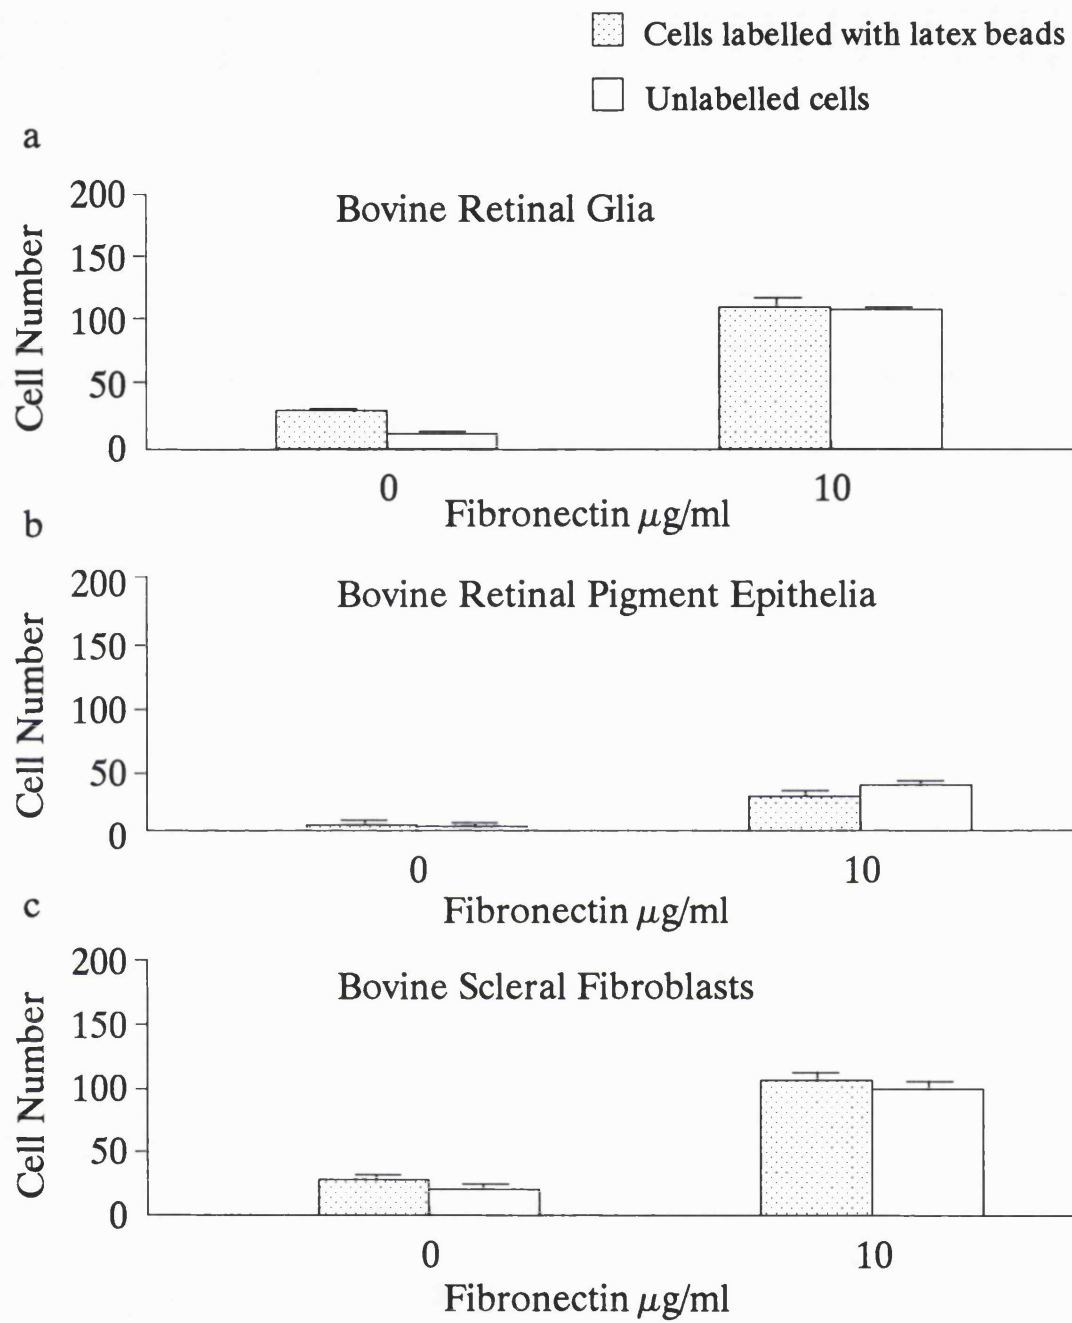 Cells labelled with latex beads
Unlabelled cells
a
Bovine Retinal Glia
Cell Number
200
150
100
50
0
0 10
Fibronectin µg/ml
b
Bovine Retinal Pigment Epithelia
Cell Number
200
150
100
50
0
0 10
Fibronectin µg/ml
c
Bovine Scleral Fibroblasts
Cell Number
200
150
100
50
0
0 10
Fibronectin µg/ml